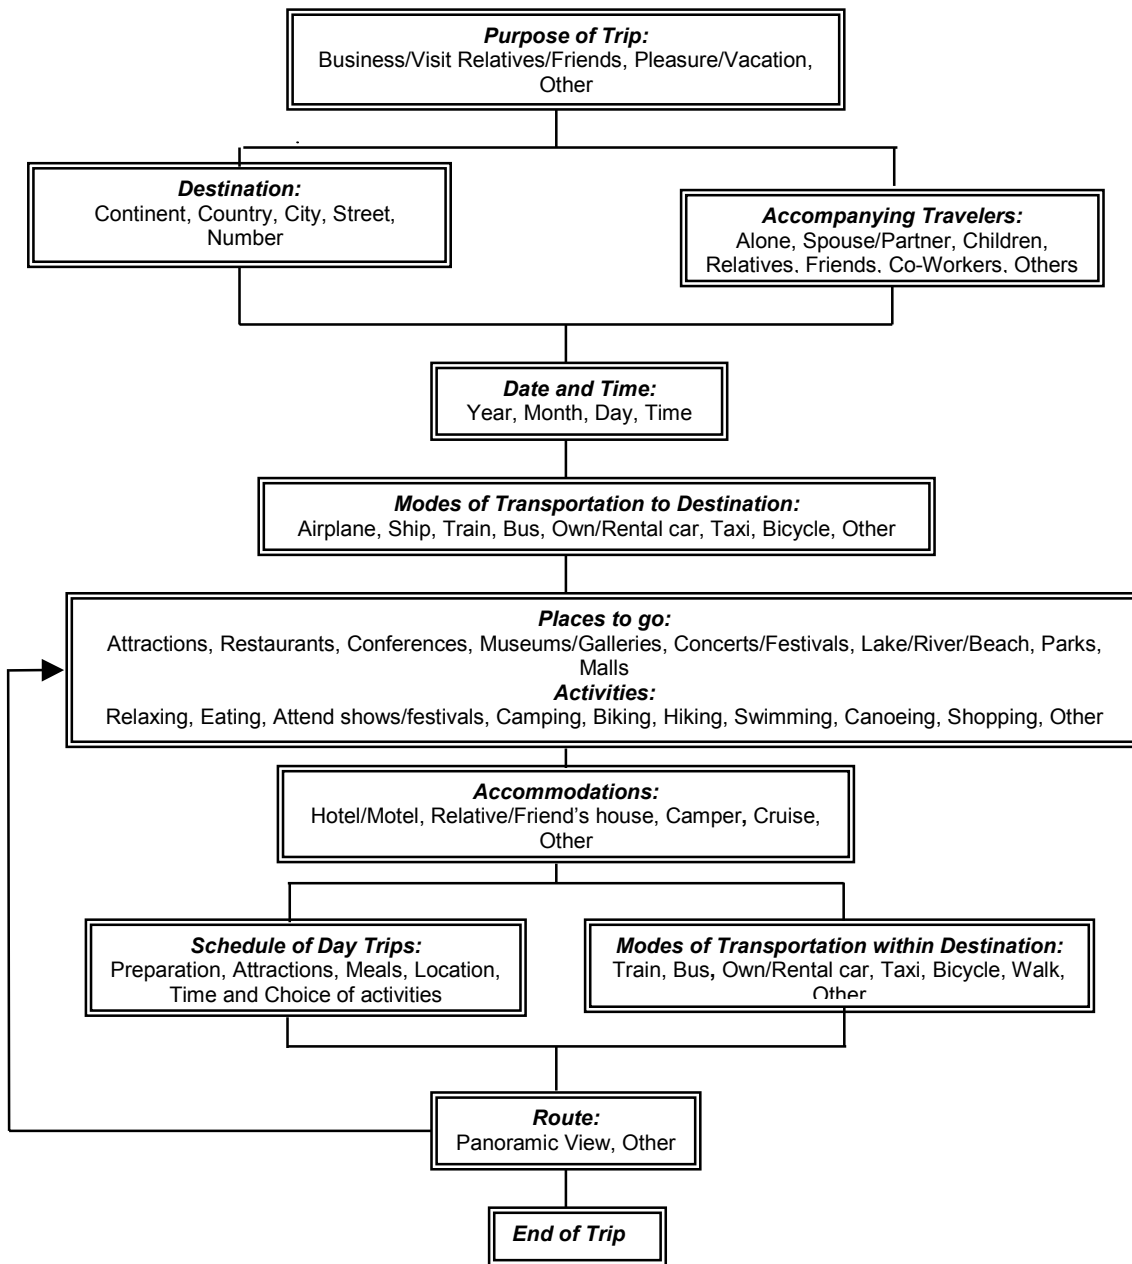 Purpose of Trip:
Business/Visit Relatives/Friends, Pleasure/Vacation,
Other
Destination:
Continent, Country, City, Street,
Number
Accompanying Travelers:
Alone, Spouse/Partner, Children,
Relatives, Friends, Co-Workers, Others
Date and Time:
Year, Month, Day, Time
Modes of Transportation to Destination:
Airplane, Ship, Train, Bus, Own/Rental car, Taxi, Bicycle, Other
Places to go:
Attractions, Restaurants, Conferences, Museums/Galleries, Concerts/Festivals, Lake/River/Beach, Parks,
Malls
Activities:
Relaxing, Eating, Attend shows/festivals, Camping, Biking, Hiking, Swimming, Canoeing, Shopping, Other
Accommodations:
Hotel/Motel, Relative/Friend’s house, Camper, Cruise,
Other
Schedule of Day Trips:
Preparation, Attractions, Meals, Location,
Time and Choice of activities
Modes of Transportation within Destination:
Train, Bus, Own/Rental car, Taxi, Bicycle, Walk,
Other
Route:
Panoramic View, Other
End of Trip